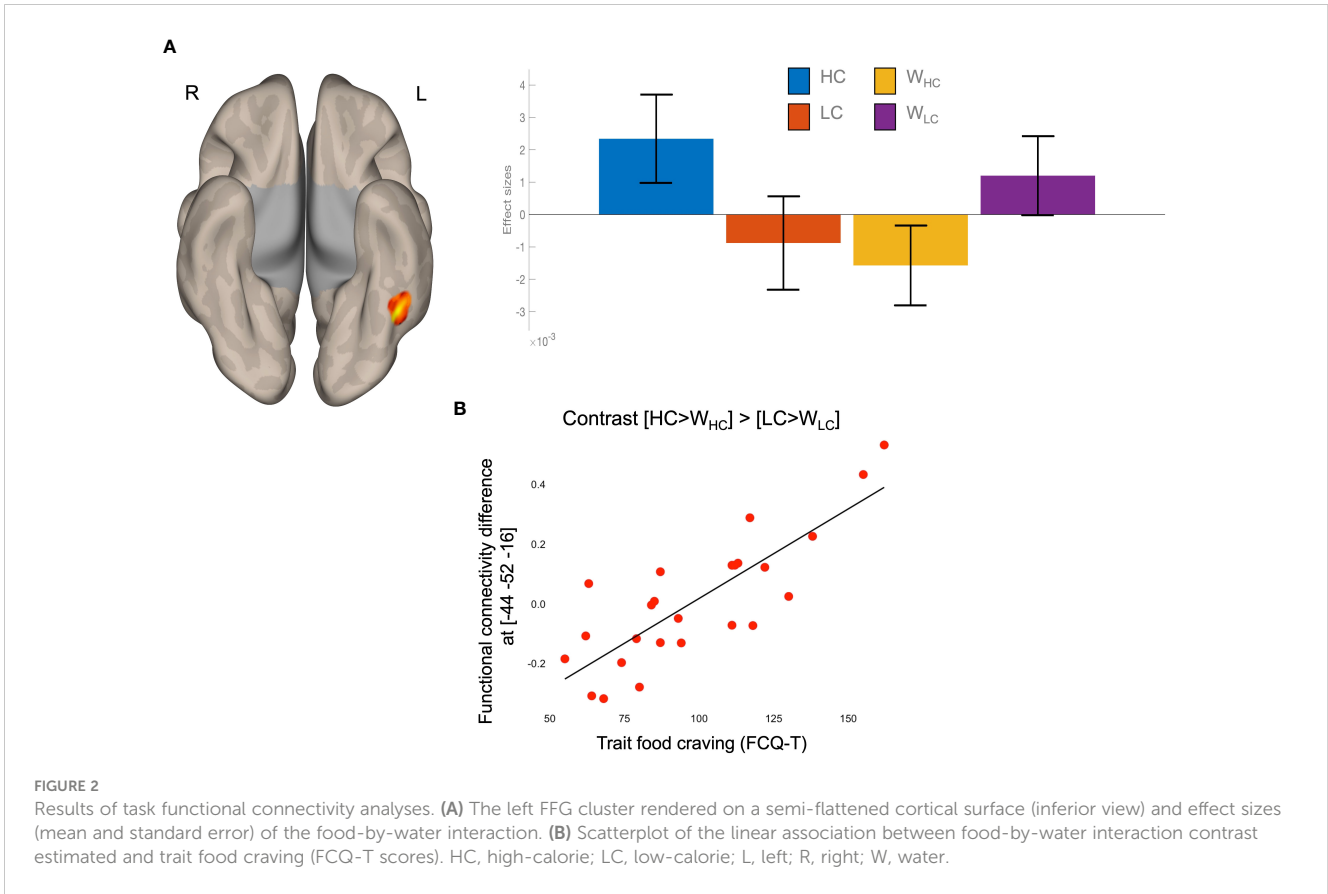 A
R
L
HC
W_HC
LC
W_LC
Effect sizes
4
3
2
1
0
-1
-2
-3
×10^-3
B
Contrast [HC>W_HC] > [LC>W_LC]
Functional connectivity difference
at [-44 -52 -16]
0.4
0.2
0.0
-0.2
50 75 100 125 150
Trait food craving (FCQ-T)
FIGURE 2
Results of task functional connectivity analyses. (A) The left FFG cluster rendered on a semi-flattened cortical surface (inferior view) and effect sizes
(mean and standard error) of the food-by-water interaction. (B) Scatterplot of the linear association between food-by-water interaction contrast
estimated and trait food craving (FCQ-T scores). HC, high-calorie; LC, low-calorie; L, left; R, right; W, water.